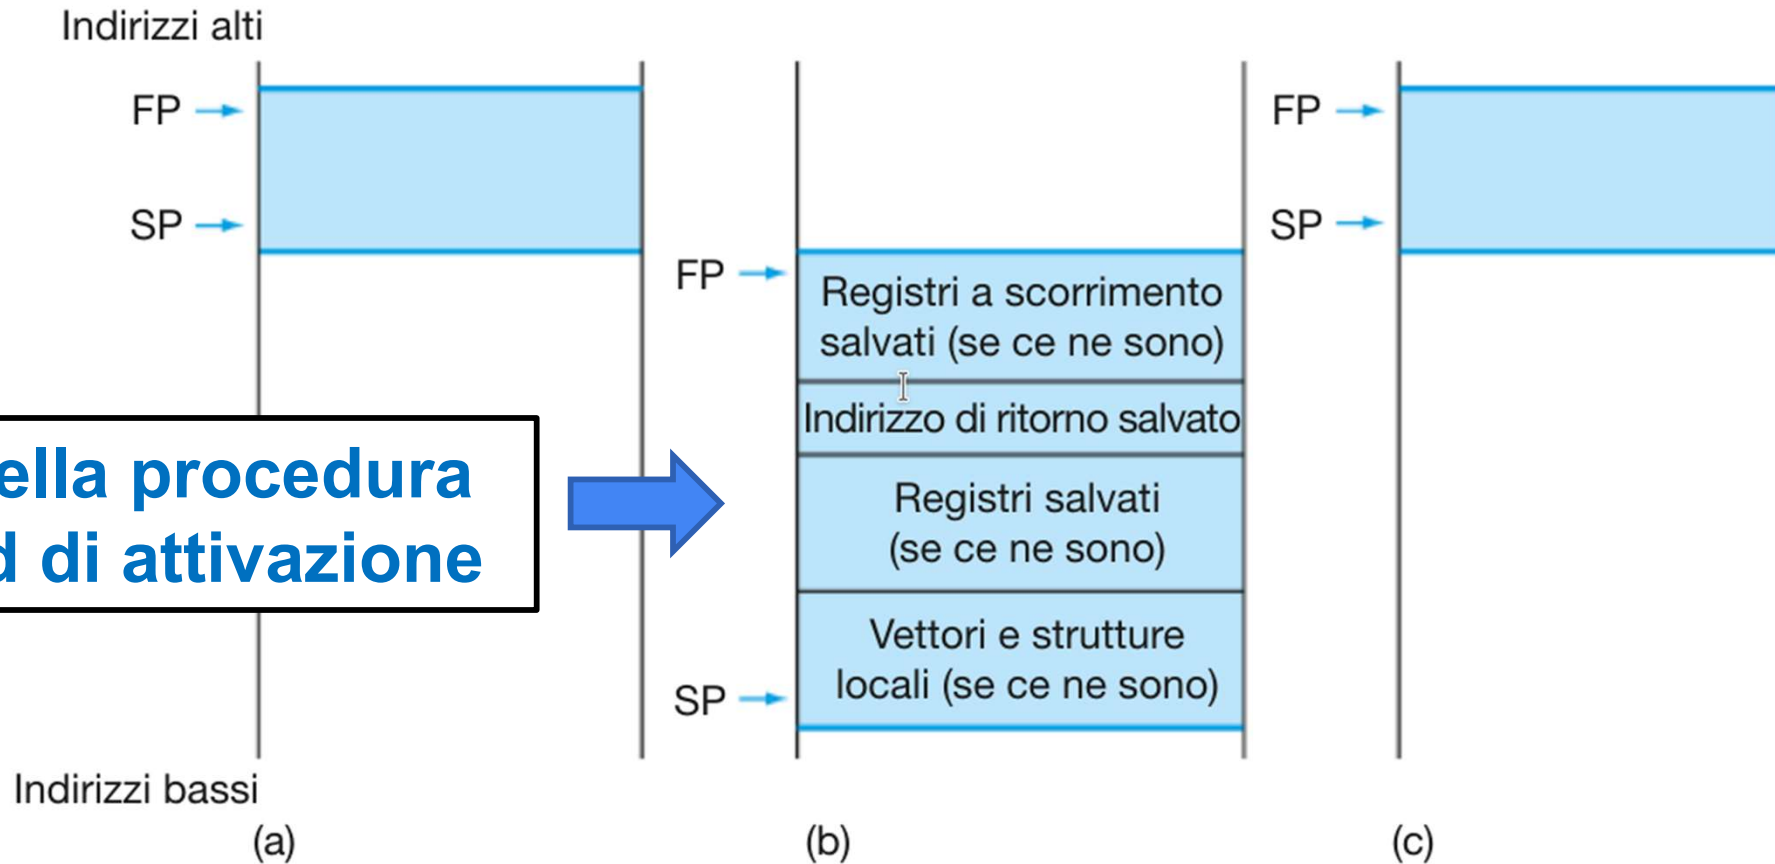 Indirizzi alti
FP
SP
FP
Registri a scorrimento
salvati (se ce ne sono)
Indirizzo di ritorno salvato
Registri salvati
(se ce ne sono)
Vettori e strutture
locali (se ce ne sono)
SP
FP
SP
procedura
di attivazione
Indirizzi bassi
(a)
(b)
(c)